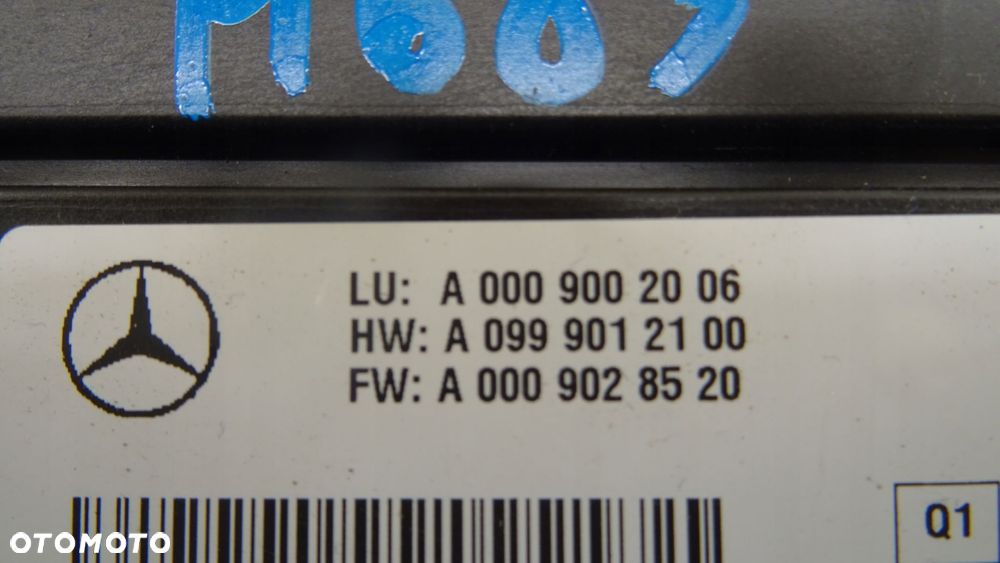 LU: A 000 900 20 06
HW: A 099 901 21 00
FW: A 000 902 85 20
Q1
OTOMOTO